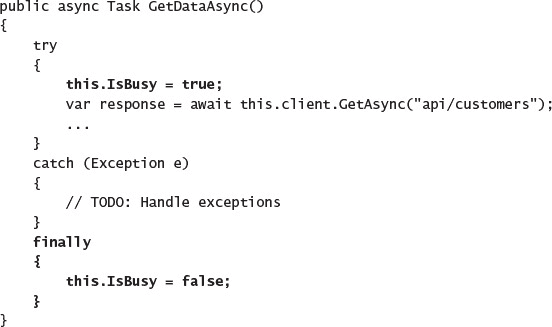 public async Task GetDataAsync()
{
    try
    {
        this.IsBusy = true;
        var response = await this.client.GetAsync("api/customers");
        ...
    }
    catch (Exception e)
    {
        // TODO: Handle exceptions
    }
    finally
    {
        this.IsBusy = false;
    }
}